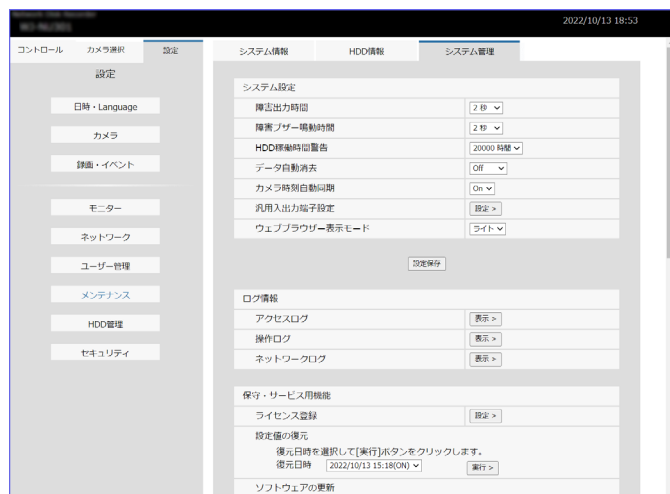 2022/10/13 18:53
コントロール カメラ選択 設定
設定
日時・Language
カメラ
録画・イベント
モニター
ネットワーク
ユーザー管理
メンテナンス
HDD管理
セキュリティ
システム情報 HDD情報 システム管理
システム設定
障害出力時間 2 秒
障害ブザー鳴動時間 2 秒
HDD稼働時間警告 20000 時間
データ自動消去 Off
カメラ時刻自動同期 On
汎用入出力端子設定 設定 >
ウェブブラウザー表示モード ライト
設定保存
ログ情報
アクセスログ 表示 >
操作ログ 表示 >
ネットワークログ 表示 >
保守・サービス用機能
ライセンス登録 設定 >
設定値の復元
復元日時を選択して[実行]ボタンをクリックします。
復元日時 2022/10/13 15:18(ON) 実行 >
ソフトウェアの更新